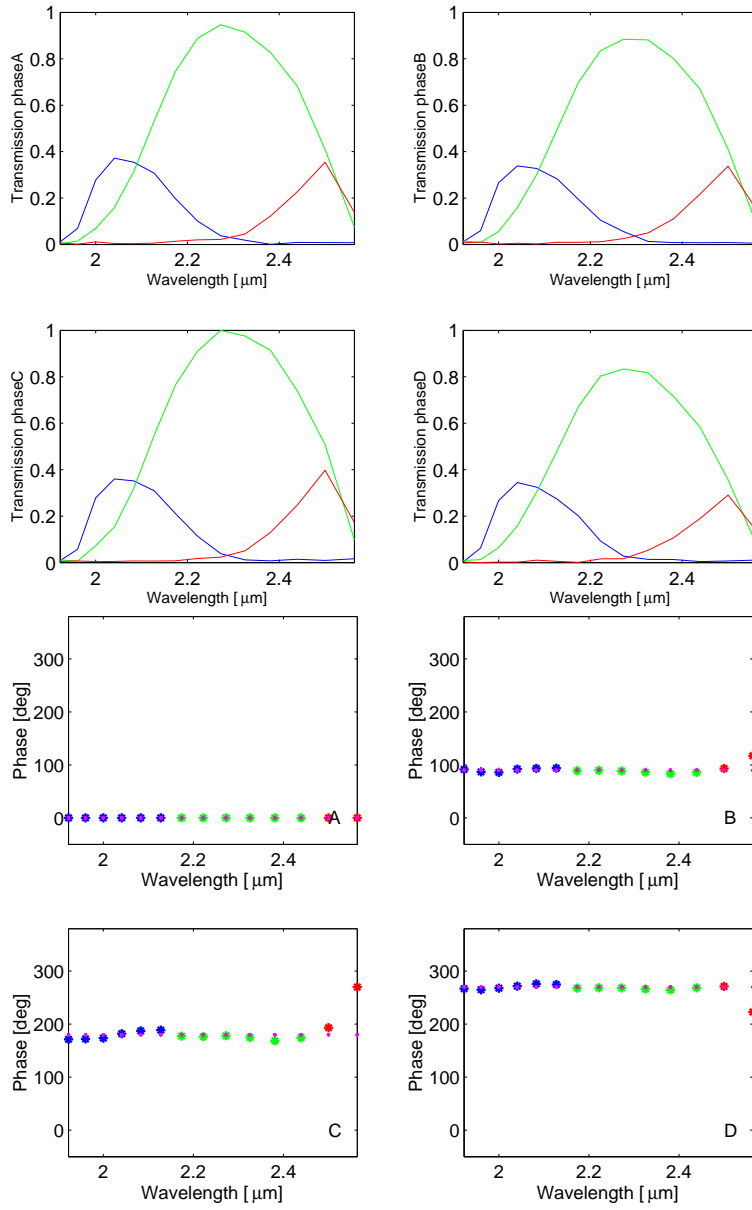 Transmission phaseA
1
0.8
0.6
0.4
0.2
0
2 2.2 2.4
Wavelength [ μm]
Transmission phaseB
1
0.8
0.6
0.4
0.2
0
2 2.2 2.4
Wavelength [ μm]
Transmission phaseC
1
0.8
0.6
0.4
0.2
0
2 2.2 2.4
Wavelength [ μm]
Transmission phaseD
1
0.8
0.6
0.4
0.2
0
2 2.2 2.4
Wavelength [ μm]
Phase [deg]
300
200
100
0
A
2 2.2 2.4
Wavelength [ μm]
Phase [deg]
300
200
100
0
B
2 2.2 2.4
Wavelength [ μm]
Phase [deg]
300
200
100
0
C
2 2.2 2.4
Wavelength [ μm]
Phase [deg]
300
200
100
0
D
2 2.2 2.4
Wavelength [ μm]